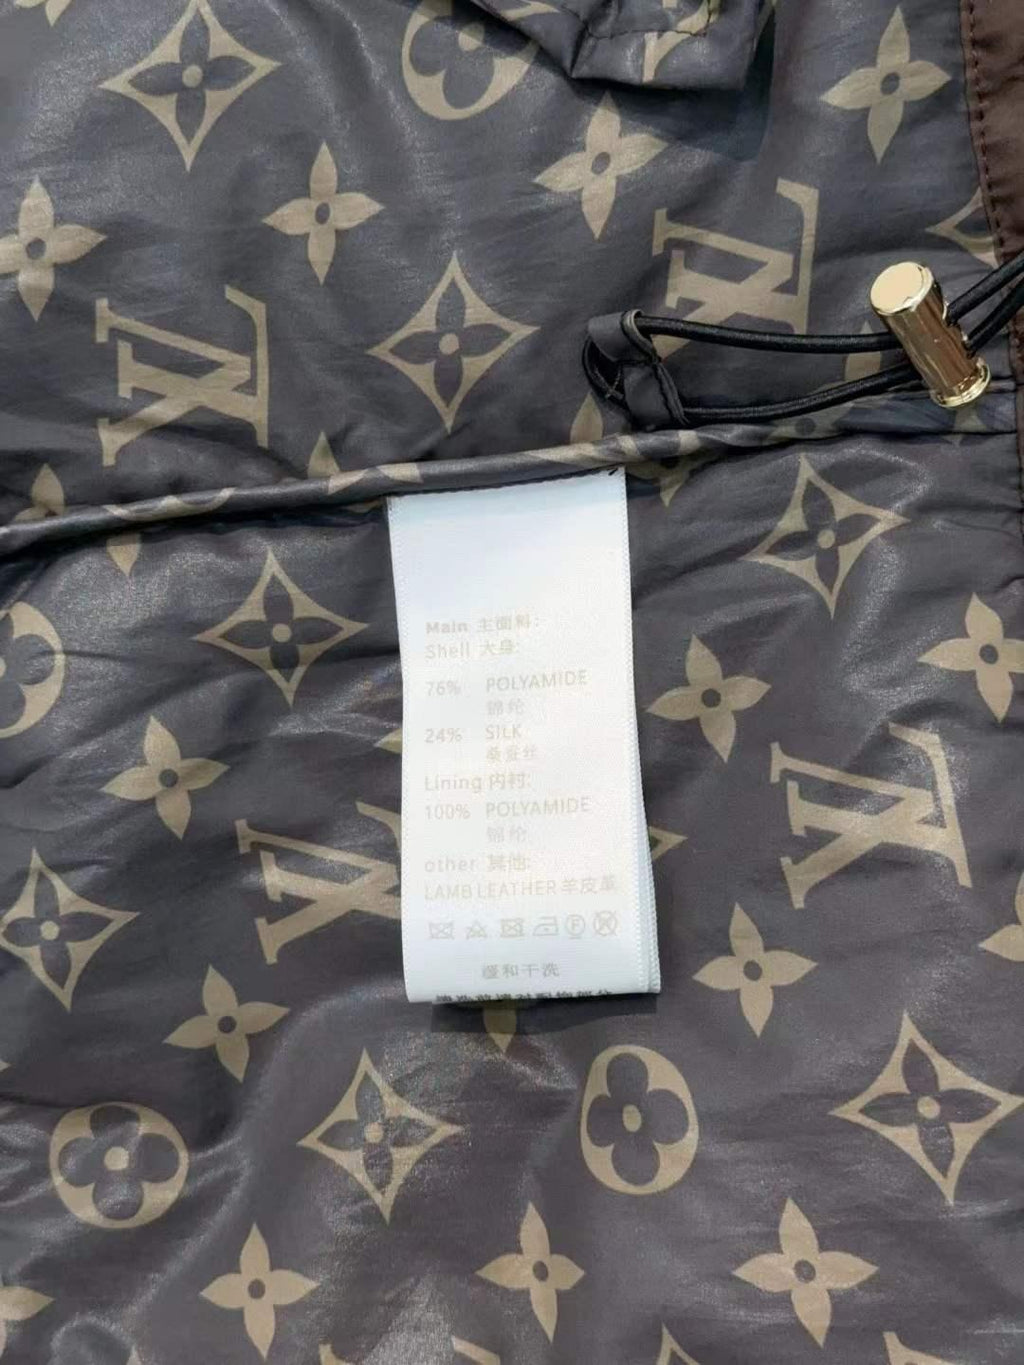 Main 主面料:
Shell 大身:
76% POLYAMIDE
锦纶
24% SILK
桑蚕丝
Lining 内衬:
100% POLYAMIDE
锦纶
other 其他:
LAMB LEATHER 羊皮革
缓和干洗